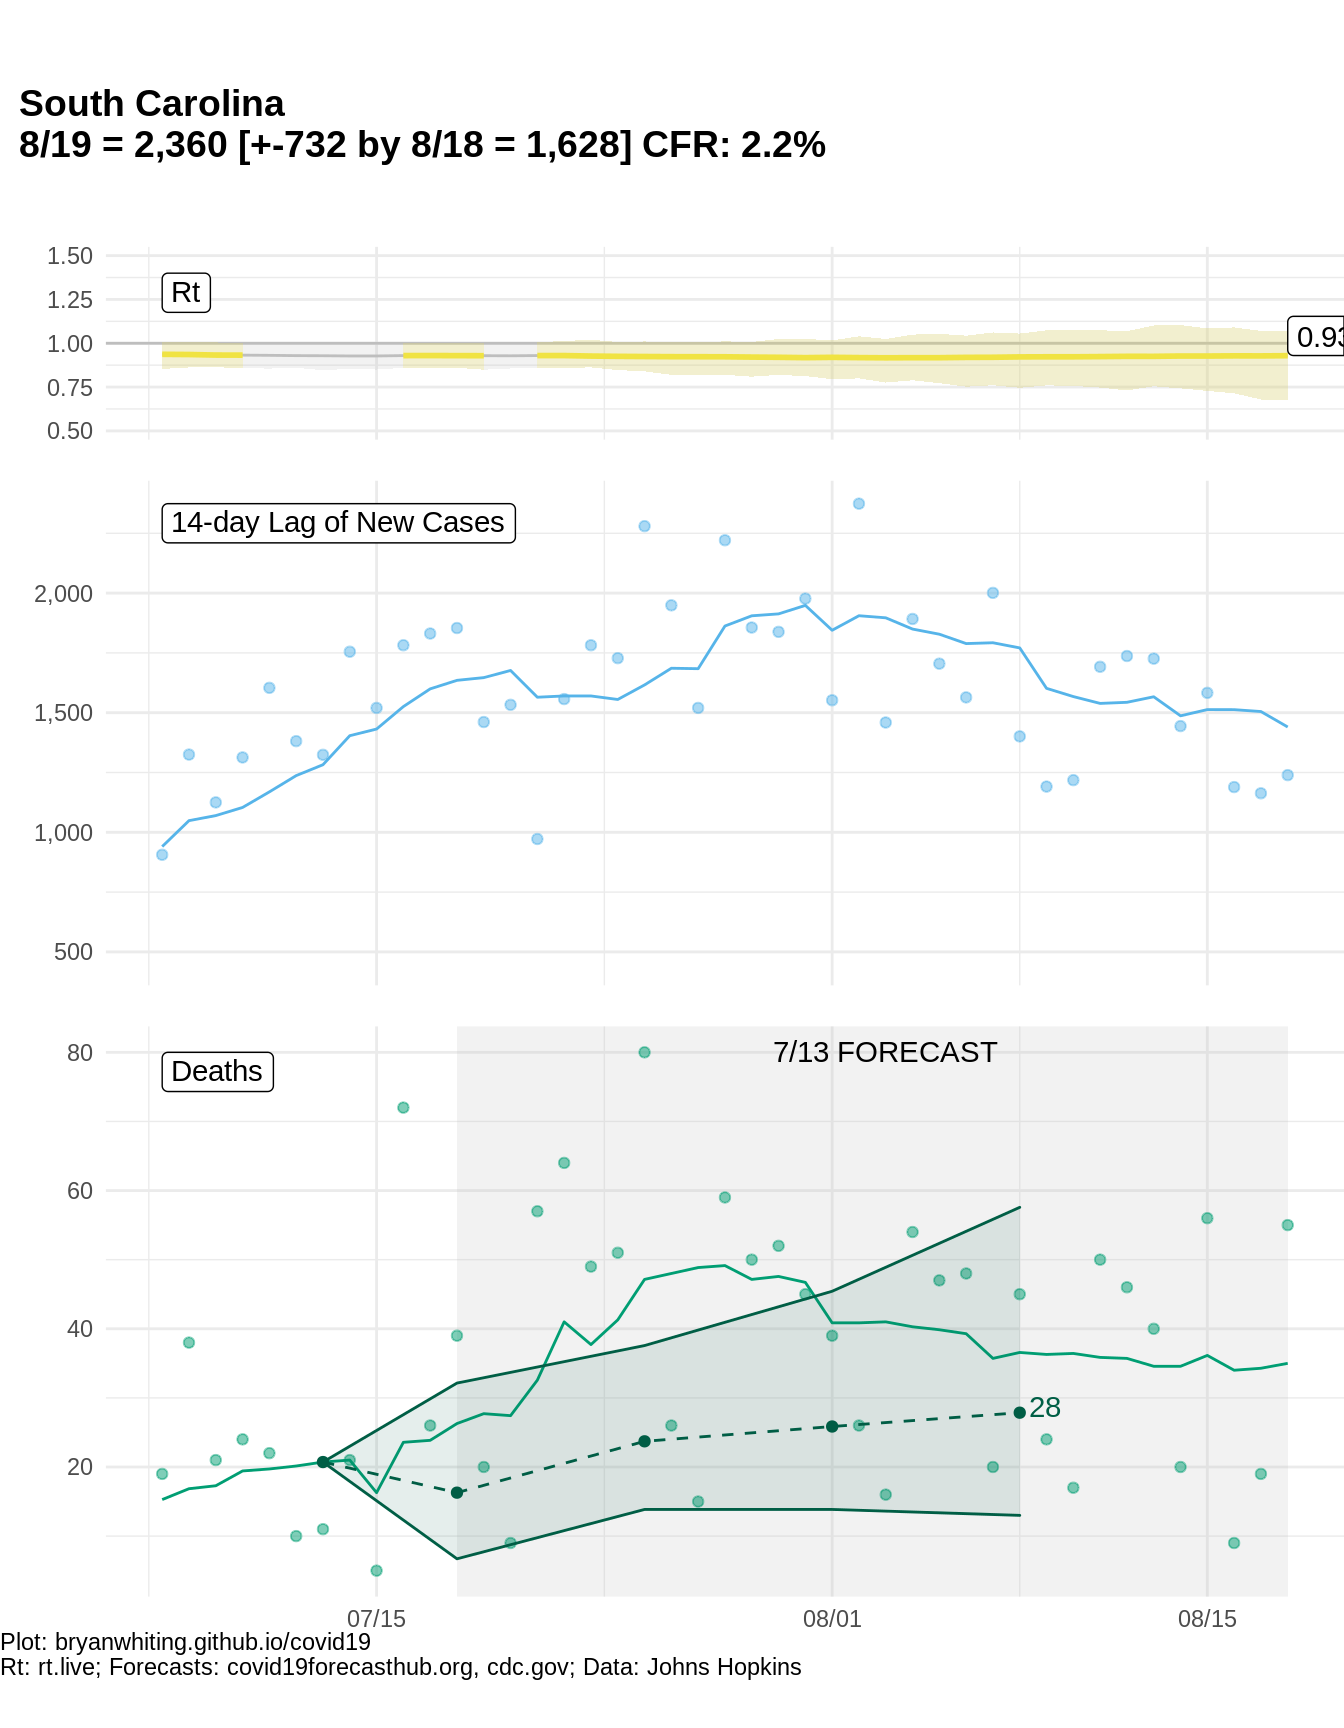 South Carolina
8/19 = 2,360 [+-732 by 8/18 = 1,628] CFR: 2.2%
1.50
1.25
1.00
0.75
0.50
Rt
0.93
14-day Lag of New Cases
2,000
1,500
1,000
500
80
60
40
20
Deaths
7/13 FORECAST
28
07/15
08/01
08/15
Plot: bryanwhiting.github.io/covid19
Rt: rt.live; Forecasts: covid19forecasthub.org, cdc.gov; Data: Johns Hopkins